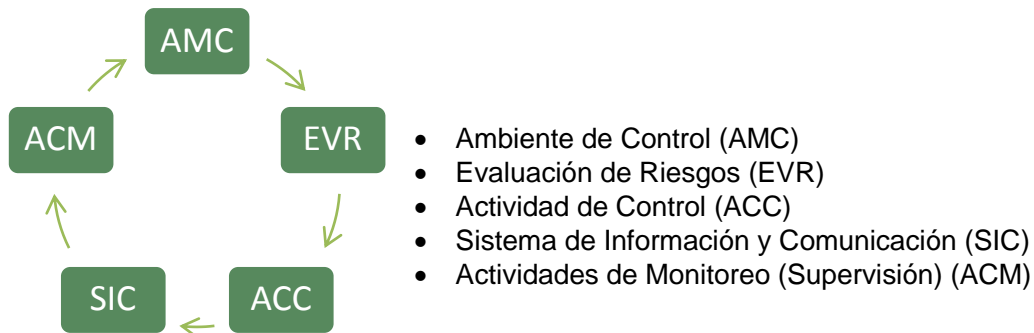 AMC
ACM
EVR
SIC
ACC
• Ambiente de Control (AMC)
• Evaluación de Riesgos (EVR)
• Actividad de Control (ACC)
• Sistema de Información y Comunicación (SIC)
• Actividades de Monitoreo (Supervisión) (ACM)